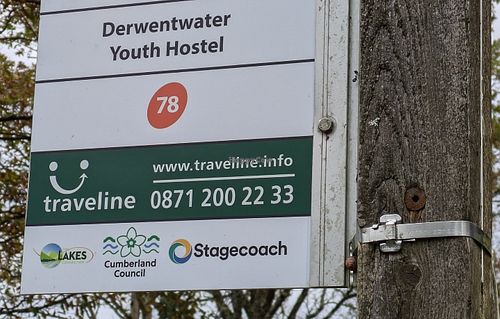 Derwentwater
Youth Hostel
78
www.traveline.info
traveline
0871 200 22 33
LAKES
Cumberland
Council
Stagecoach